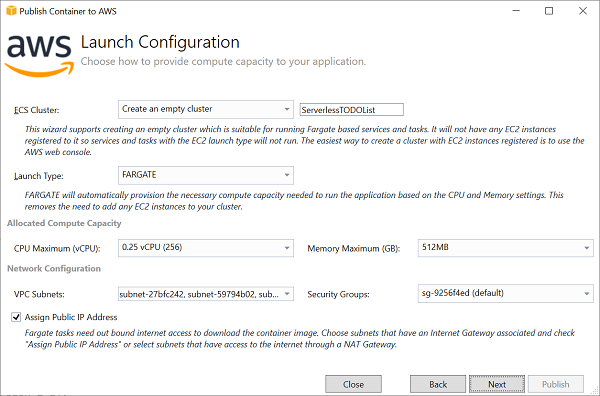 Publish Container to AWS
aws
Launch Configuration
Choose how to provide compute capacity to your application.
ECS Cluster: Create an empty cluster ServerlessTODOList
This wizard supports creating an empty cluster which is suitable for running Fargate based services and tasks. It will not have any EC2 instances
registered to it so services and tasks with the EC2 launch type will not run. The easiest way to create a cluster with EC2 instances registered is to use the
AWS web console.
Launch Type: FARGATE
FARGATE will automatically provision the necessary compute capacity needed to run the application based on the CPU and Memory settings. This
removes the need to add any EC2 instances to your cluster.
Allocated Compute Capacity
CPU Maximum (vCPU): 0.25 vCPU (256) Memory Maximum (GB): 512MB
Network Configuration
VPC Subnets: subnet-27bfc242, subnet-59794b02, sub... Security Groups: sg-9256f4ed (default)
Assign Public IP Address
Fargate tasks need out bound internet access to download the container image. Choose subnets that have an Internet Gateway associated and check
"Assign Public IP Address" or select subnets that have access to the internet through a NAT Gateway.
Close Back Next Publish